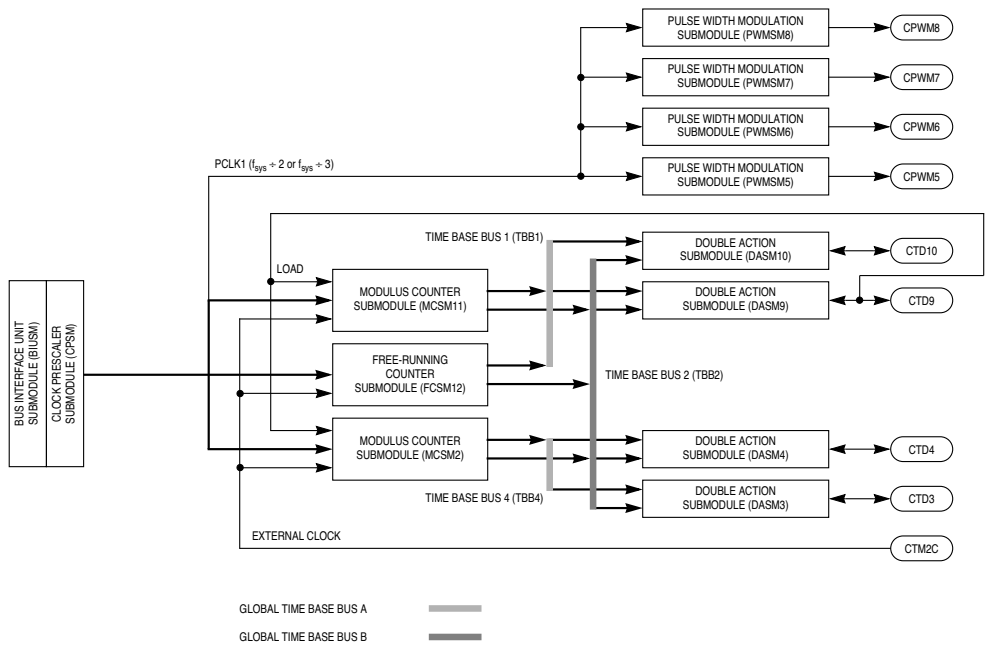 PULSE WIDTH MODULATION
SUBMODULE (PWMSM8)
CPWM8
PULSE WIDTH MODULATION
SUBMODULE (PWMSM7)
CPWM7
PULSE WIDTH MODULATION
SUBMODULE (PWMSM6)
CPWM6
PCLK1 (fsys ÷ 2 or fsys ÷ 3)
PULSE WIDTH MODULATION
SUBMODULE (PWMSM5)
CPWM5
TIME BASE BUS 1 (TBB1)
DOUBLE ACTION
SUBMODULE (DASM10)
CTD10
LOAD
MODULUS COUNTER
SUBMODULE (MCSM11)
DOUBLE ACTION
SUBMODULE (DASM9)
CTD9
BUS INTERFACE UNIT
SUBMODULE (BIUSM)
CLOCK PRESCALER
SUBMODULE (CPSM)
FREE-RUNNING
COUNTER
SUBMODULE (FCSM12)
TIME BASE BUS 2 (TBB2)
MODULUS COUNTER
SUBMODULE (MCSM2)
DOUBLE ACTION
SUBMODULE (DASM4)
CTD4
TIME BASE BUS 4 (TBB4)
DOUBLE ACTION
SUBMODULE (DASM3)
CTD3
EXTERNAL CLOCK
CTM2C
GLOBAL TIME BASE BUS A
GLOBAL TIME BASE BUS B